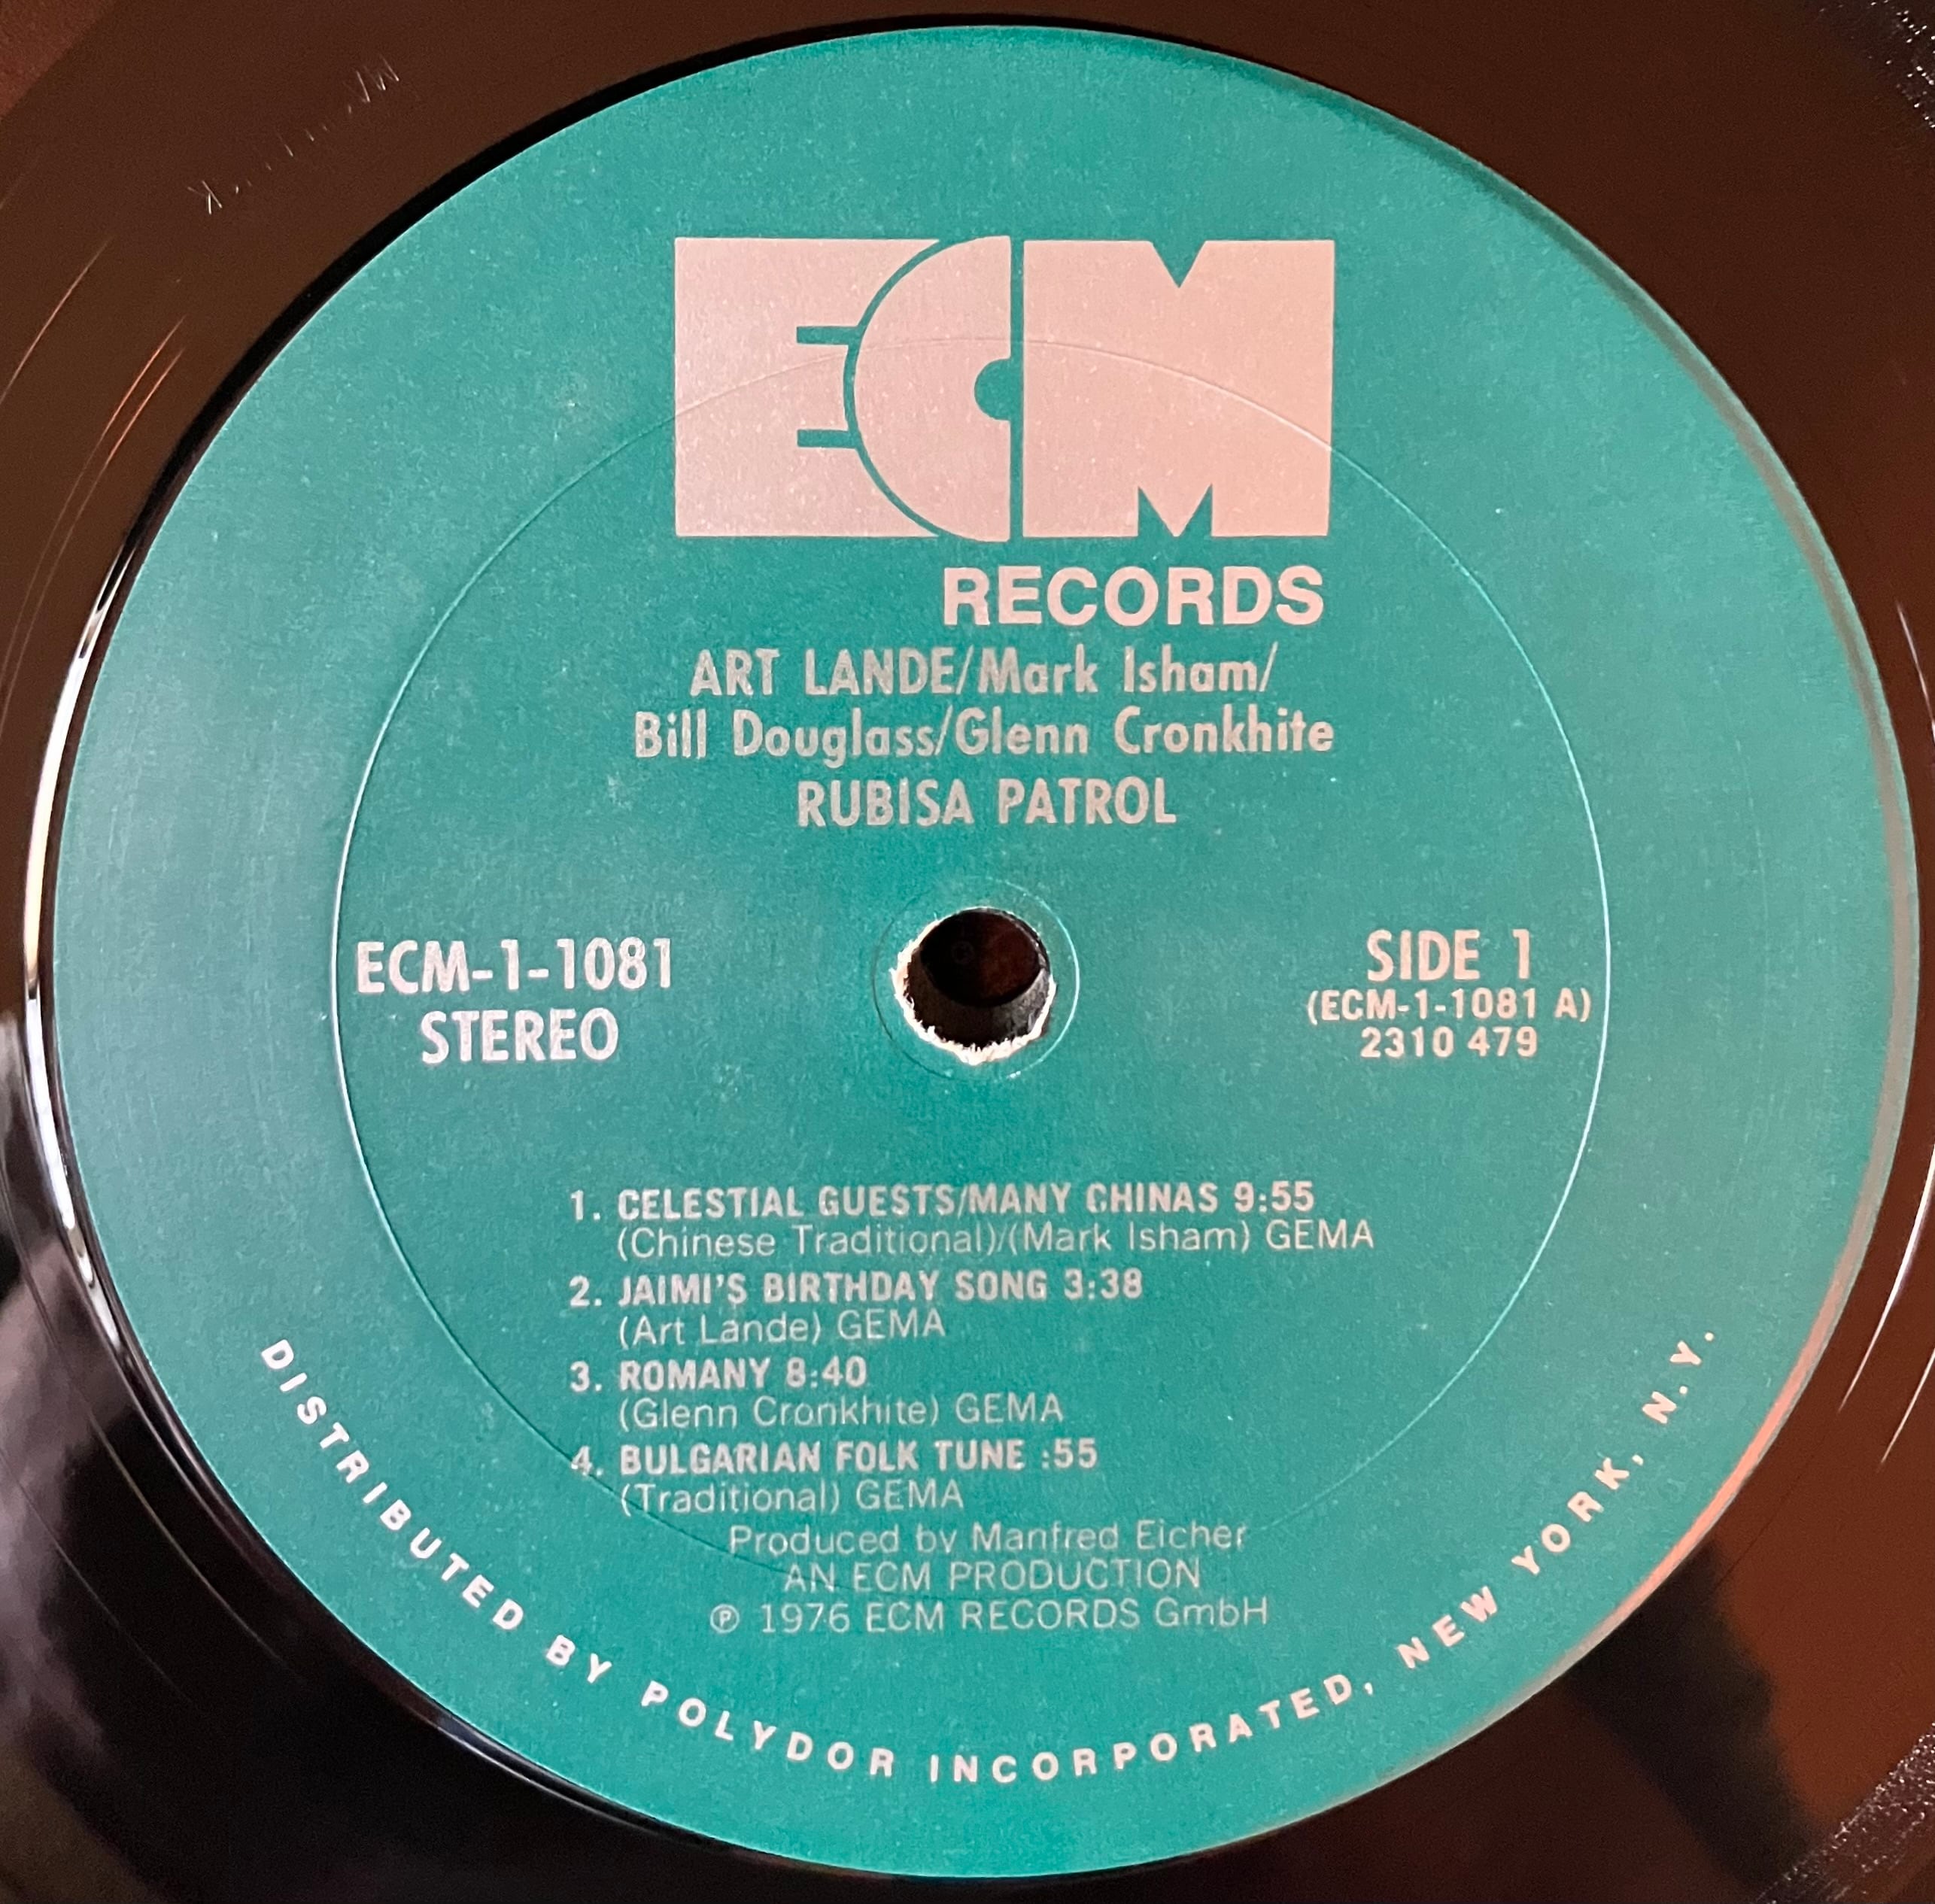 ECM
RECORDS
ART LANDE/Mark Isham/
Bill Douglass/Glenn Cronkhite
RUBISA PATROL
ECM-1-1081
STEREO
SIDE 1
(ECM-1-1081 A)
2310 479
1. CELESTIAL GUESTS/MANY CHINAS 9:55
(Chinese Traditional)/(Mark Isham) GEMA
2. JAIMI'S BIRTHDAY SONG 3:38
(Art Lande) GEMA
3. ROMANY 8:40
(Glenn Cronkhite) GEMA
4. BULGARIAN FOLK TUNE :55
(Traditional) GEMA
Produced by Manfred Eicher
AN ECM PRODUCTION
℗ 1976 ECM RECORDS GmbH
DISTRIBUTED BY POLYDOR INCORPORATED, NEW YORK, N.Y.